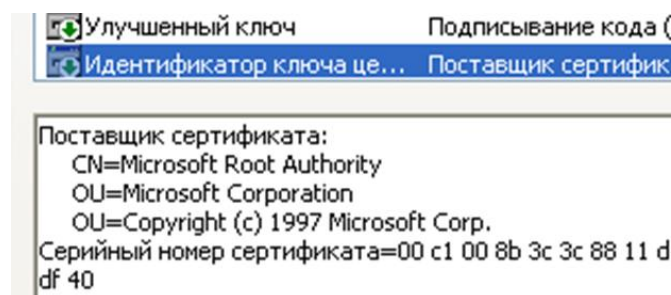 Улучшенный ключ Подписывание кода (
Идентификатор ключа це... Поставщик сертифик
Поставщик сертификата:
CN=Microsoft Root Authority
OU=Microsoft Corporation
OU=Copyright (c) 1997 Microsoft Corp.
Серийный номер сертификата=00 c1 00 8b 3c 3c 88 11 d
df 40